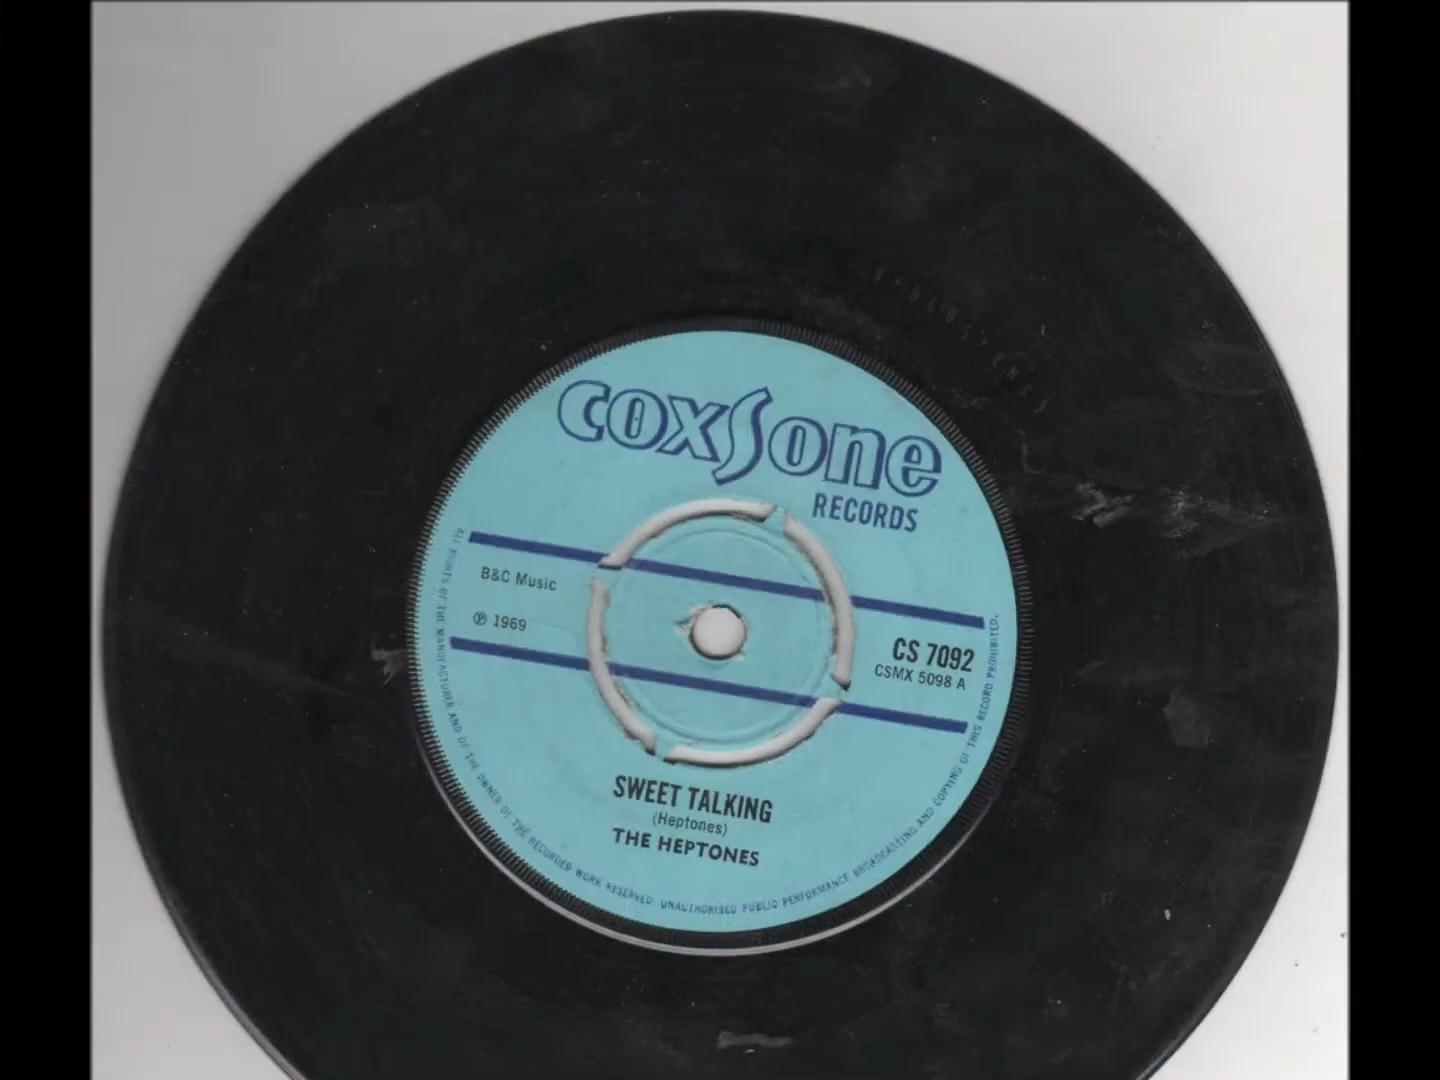 coxsone
RECORDS
B&C Music
℗ 1969
CS 7092
CSMX 5098 A
SWEET TALKING
(Heptones)
THE HEPTONES
ALL RIGHTS OF THE MANUFACTURER AND OF THE OWNER OF THE RECORDED WORK RESERVED. UNAUTHORISED PUBLIC PERFORMANCE BROADCASTING AND COPYING OF THIS RECORD PROHIBITED.